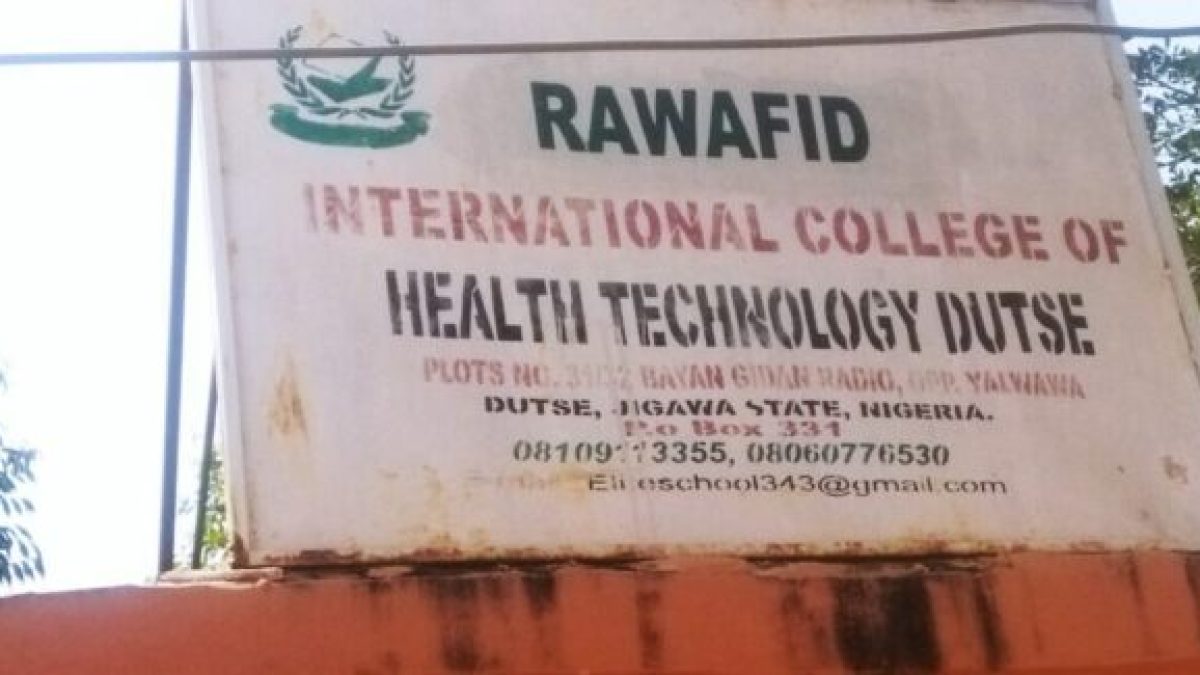 RAWAFID
INTERNATIONAL COLLEGE OF
HEALTH TECHNOLOGY DUTSE
PLOTS NO. BAYAN GIDAN RADIO, OPP. YALWAWA
DUTSE, JIGAWA STATE, NIGERIA.
P.o Box 331
08109113355, 08060776530
Eliteschool343@gmail.com